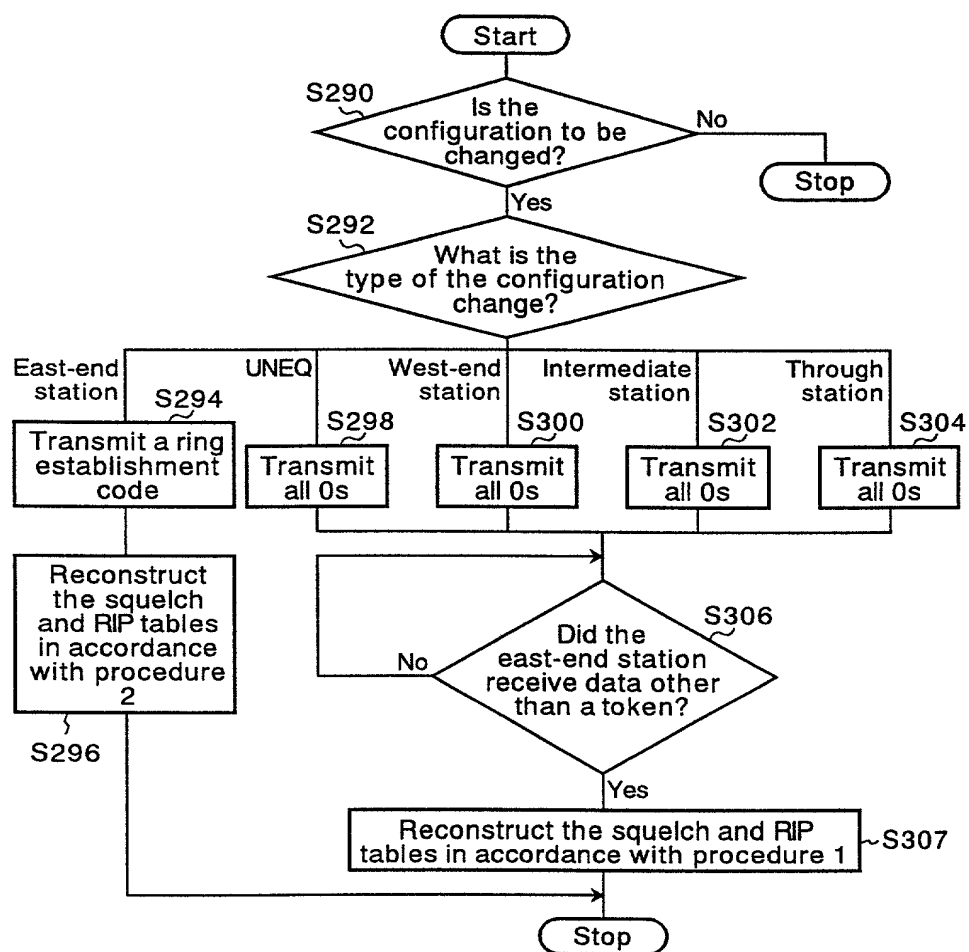 Start
S290
Is the
configuration to be
changed?
No
Stop
Yes
S292
What is the
type of the configuration
change?
East-end
station
UNEQ
West-end
station
Intermediate
station
Through
station
S294
Transmit a ring
establishment
code
S298
Transmit
all 0s
S300
Transmit
all 0s
S302
Transmit
all 0s
S304
Transmit
all 0s
Reconstruct
the squelch
and RIP tables
in accordance
with procedure
2
S296
S306
Did the
east-end station
receive data other
than a token?
No
Yes
Reconstruct the squelch and RIP
tables in accordance with procedure 1
S307
Stop